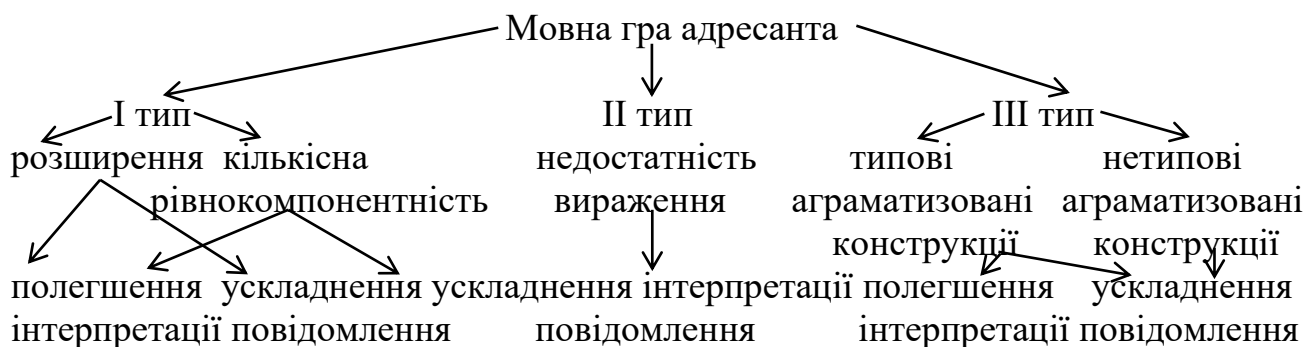 Мовна гра адресанта
І тип ІІ тип ІІІ тип
розширення кількісна недостатність типові нетипові
рівнокомпонентність вираження аграматизовані аграматизовані
конструкції конструкції
полегшення ускладнення ускладнення інтерпретації полегшення ускладнення
інтерпретації повідомлення повідомлення інтерпретації повідомлення